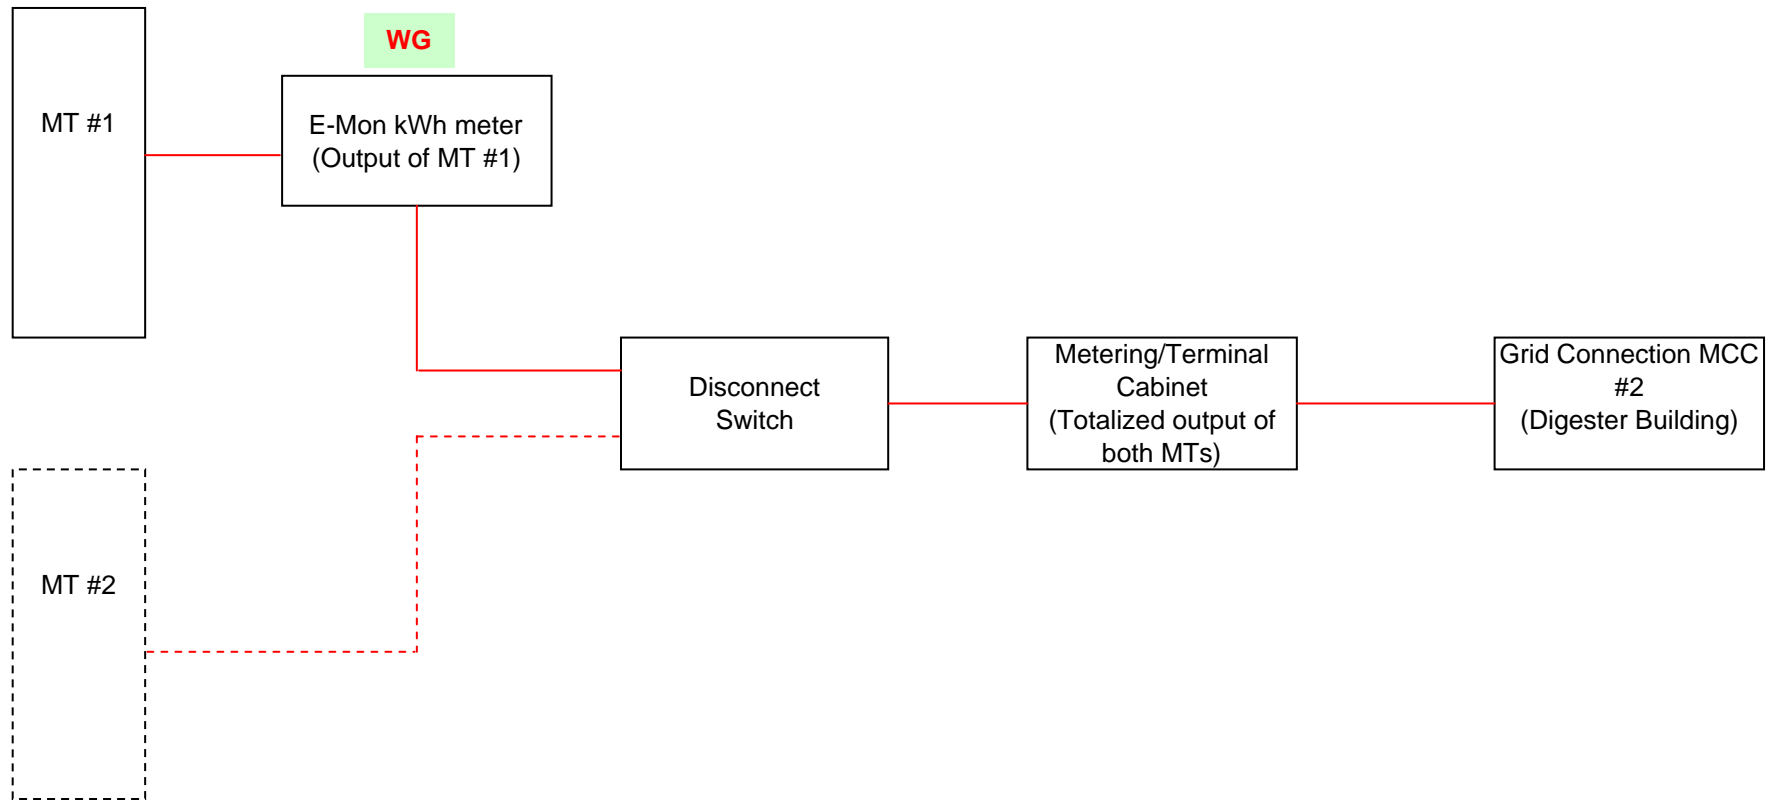 WG
MT #1
E-Mon kWh meter
(Output of MT #1)
Disconnect
Switch
Metering/Terminal
Cabinet
(Totalized output of
both MTs)
Grid Connection MCC
#2
(Digester Building)
MT #2